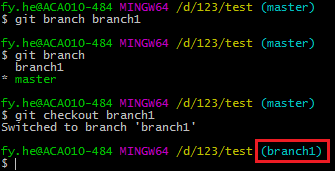 fy.he@ACA010-484 MINGW64 /d/123/test (master)
$ git branch branch1
fy.he@ACA010-484 MINGW64 /d/123/test (master)
$ git branch
branch1
* master
fy.he@ACA010-484 MINGW64 /d/123/test (master)
$ git checkout branch1
Switched to branch 'branch1'
fy.he@ACA010-484 MINGW64 /d/123/test (branch1)
$